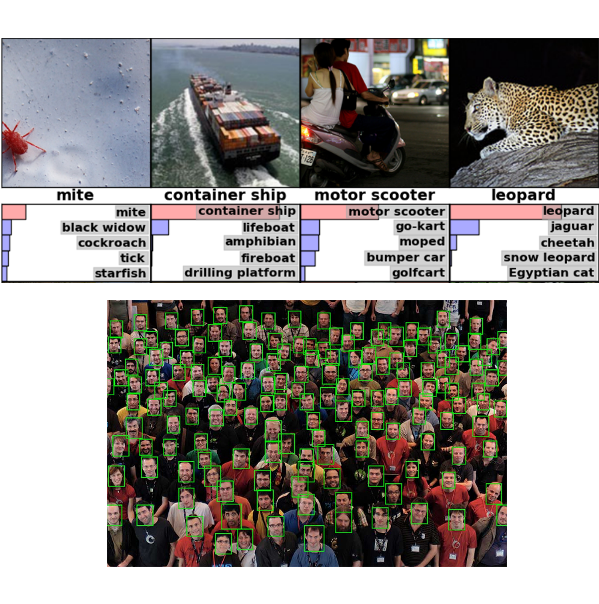 mite container ship motor scooter leopard
mite container ship motor scooter leopard
black widow lifeboat go-kart jaguar
cockroach amphibian moped cheetah
tick fireboat bumper car snow leopard
starfish drilling platform golfcart Egyptian cat